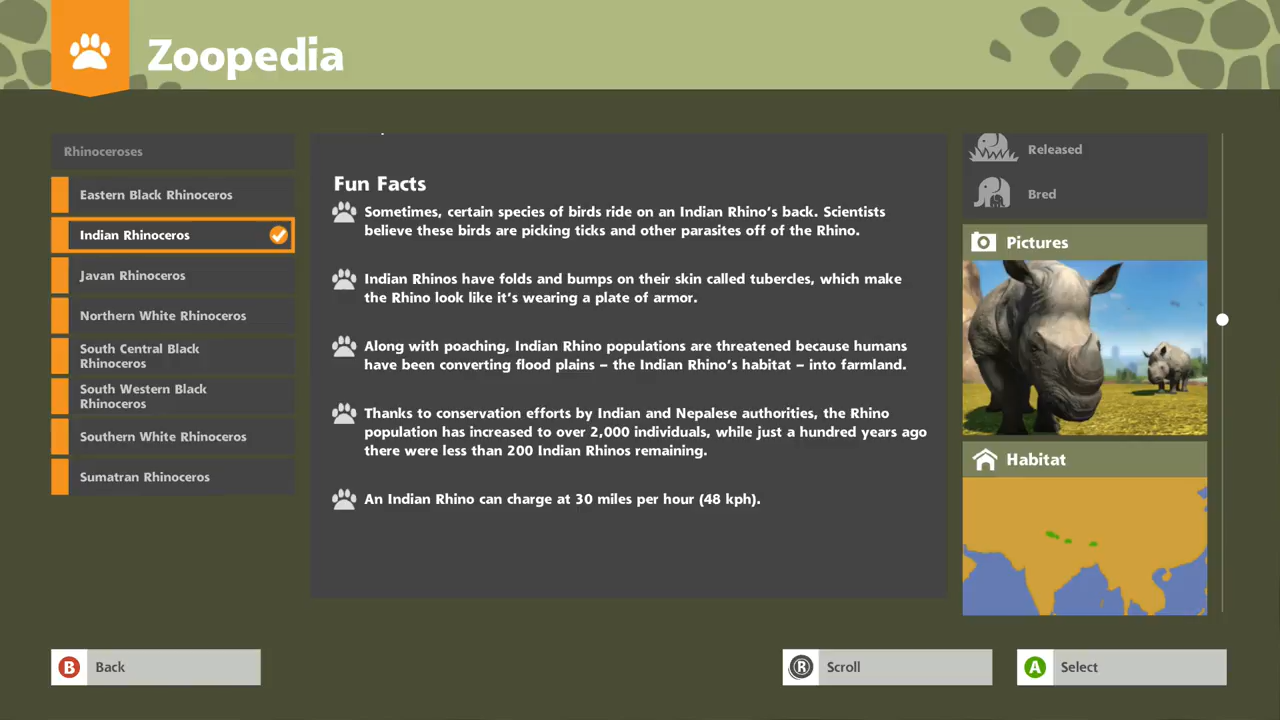 Zoopedia
Rhinoceroses
Eastern Black Rhinoceros
Indian Rhinoceros
Javan Rhinoceros
Northern White Rhinoceros
South Central Black
Rhinoceros
South Western Black
Rhinoceros
Southern White Rhinoceros
Sumatran Rhinoceros
Fun Facts
Sometimes, certain species of birds ride on an Indian Rhino's back. Scientists
believe these birds are picking ticks and other parasites off of the Rhino.
Indian Rhinos have folds and bumps on their skin called tubercles, which make
the Rhino look like it's wearing a plate of armor.
Along with poaching, Indian Rhino populations are threatened because humans
have been converting flood plains – the Indian Rhino's habitat – into farmland.
Thanks to conservation efforts by Indian and Nepalese authorities, the Rhino
population has increased to over 2,000 individuals, while just a hundred years ago
there were less than 200 Indian Rhinos remaining.
An Indian Rhino can charge at 30 miles per hour (48 kph).
Released
Bred
Pictures
Habitat
B Back
R Scroll
A Select